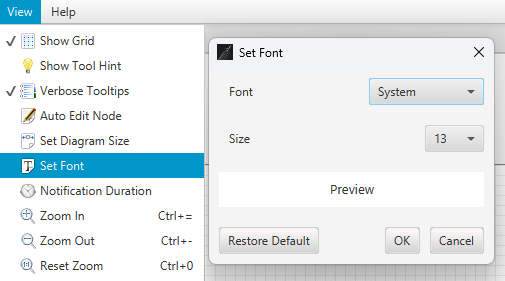 View Help
Show Grid
Show Tool Hint
Verbose Tooltips
Auto Edit Node
Set Diagram Size
Set Font
Notification Duration
Zoom In Ctrl+=
Zoom Out Ctrl+-
Reset Zoom Ctrl+0
Set Font
Font System
Size 13
Preview
Restore Default OK Cancel